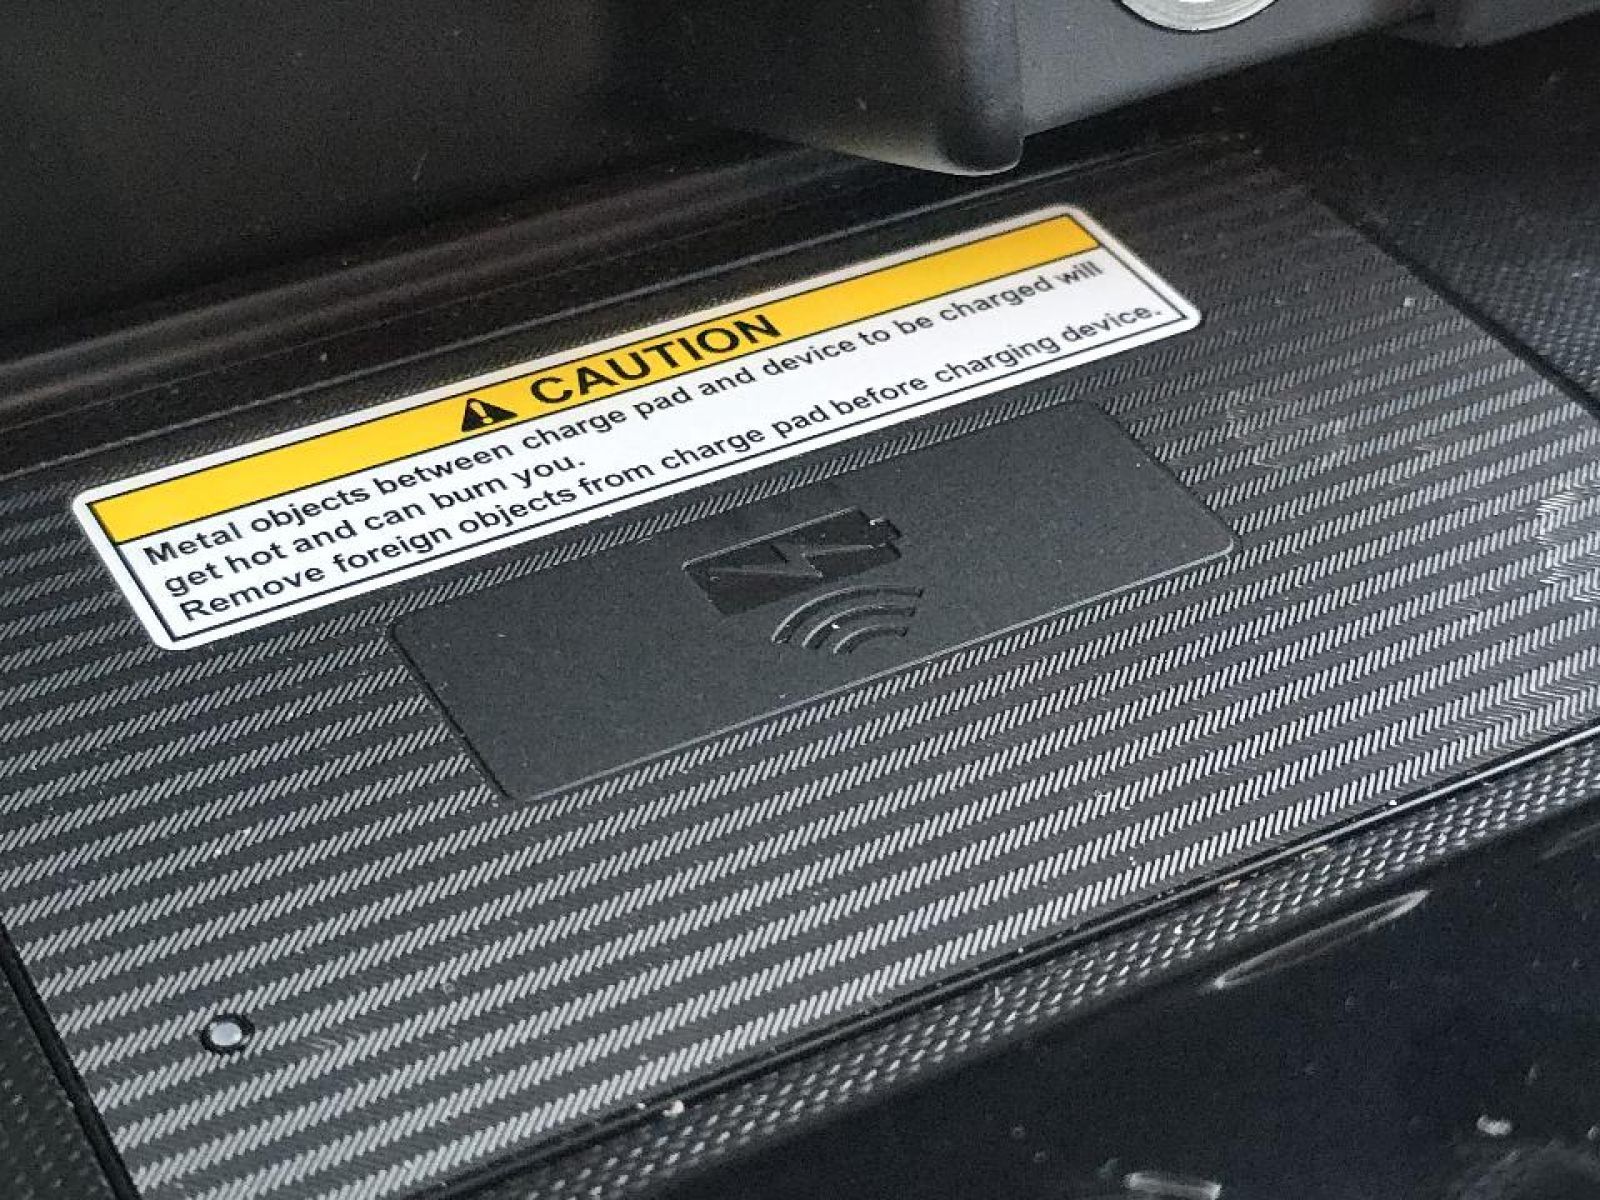 CAUTION
Metal objects between charge pad and device to be charged will
get hot and can burn you.
Remove foreign objects from charge pad before charging device.